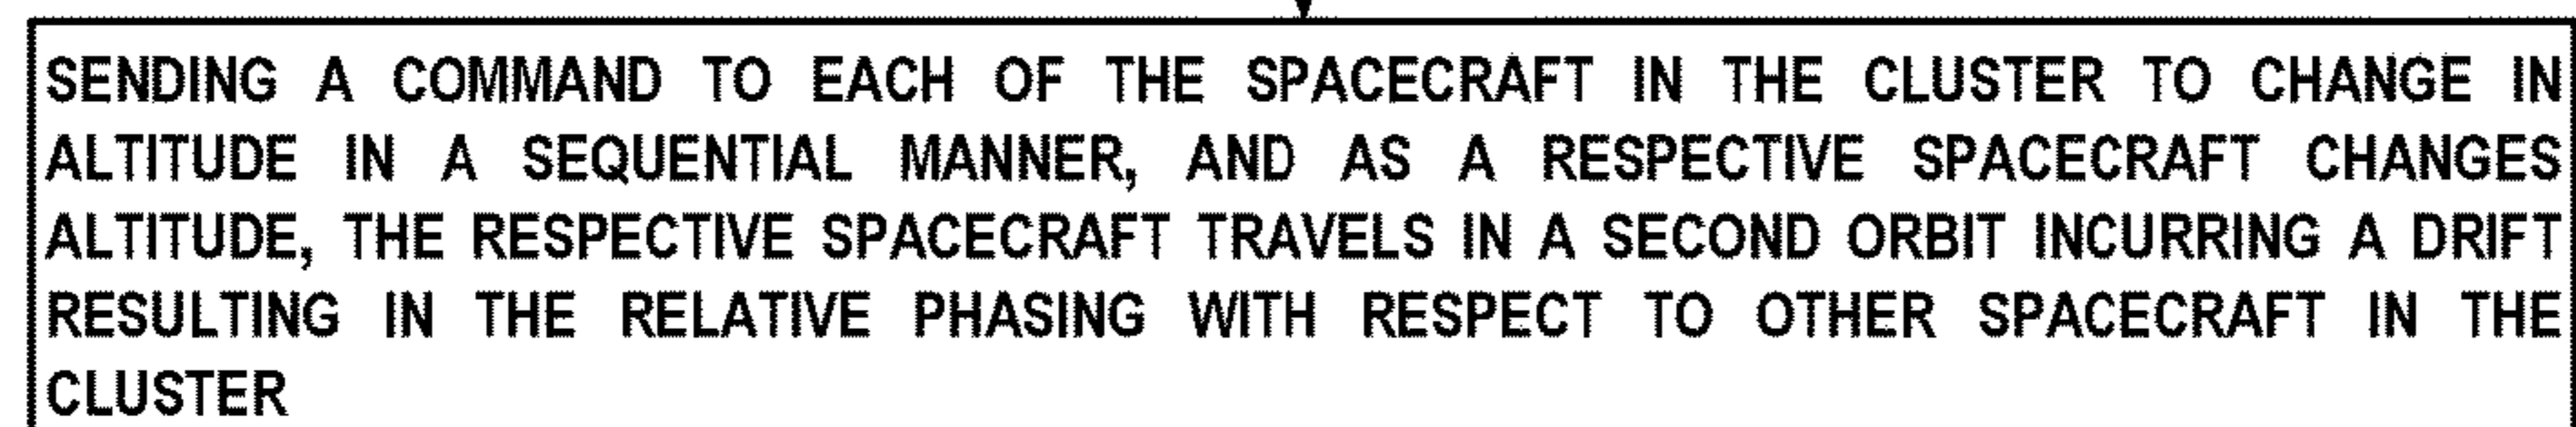 SENDING A COMMAND TO EACH OF THE SPACECRAFT IN THE CLUSTER TO CHANGE IN
ALTITUDE IN A SEQUENTIAL MANNER, AND AS A RESPECTIVE SPACECRAFT CHANGES
ALTITUDE, THE RESPECTIVE SPACECRAFT TRAVELS IN A SECOND ORBIT INCURRING A DRIFT
RESULTING IN THE RELATIVE PHASING WITH RESPECT TO OTHER SPACECRAFT IN THE
CLUSTER